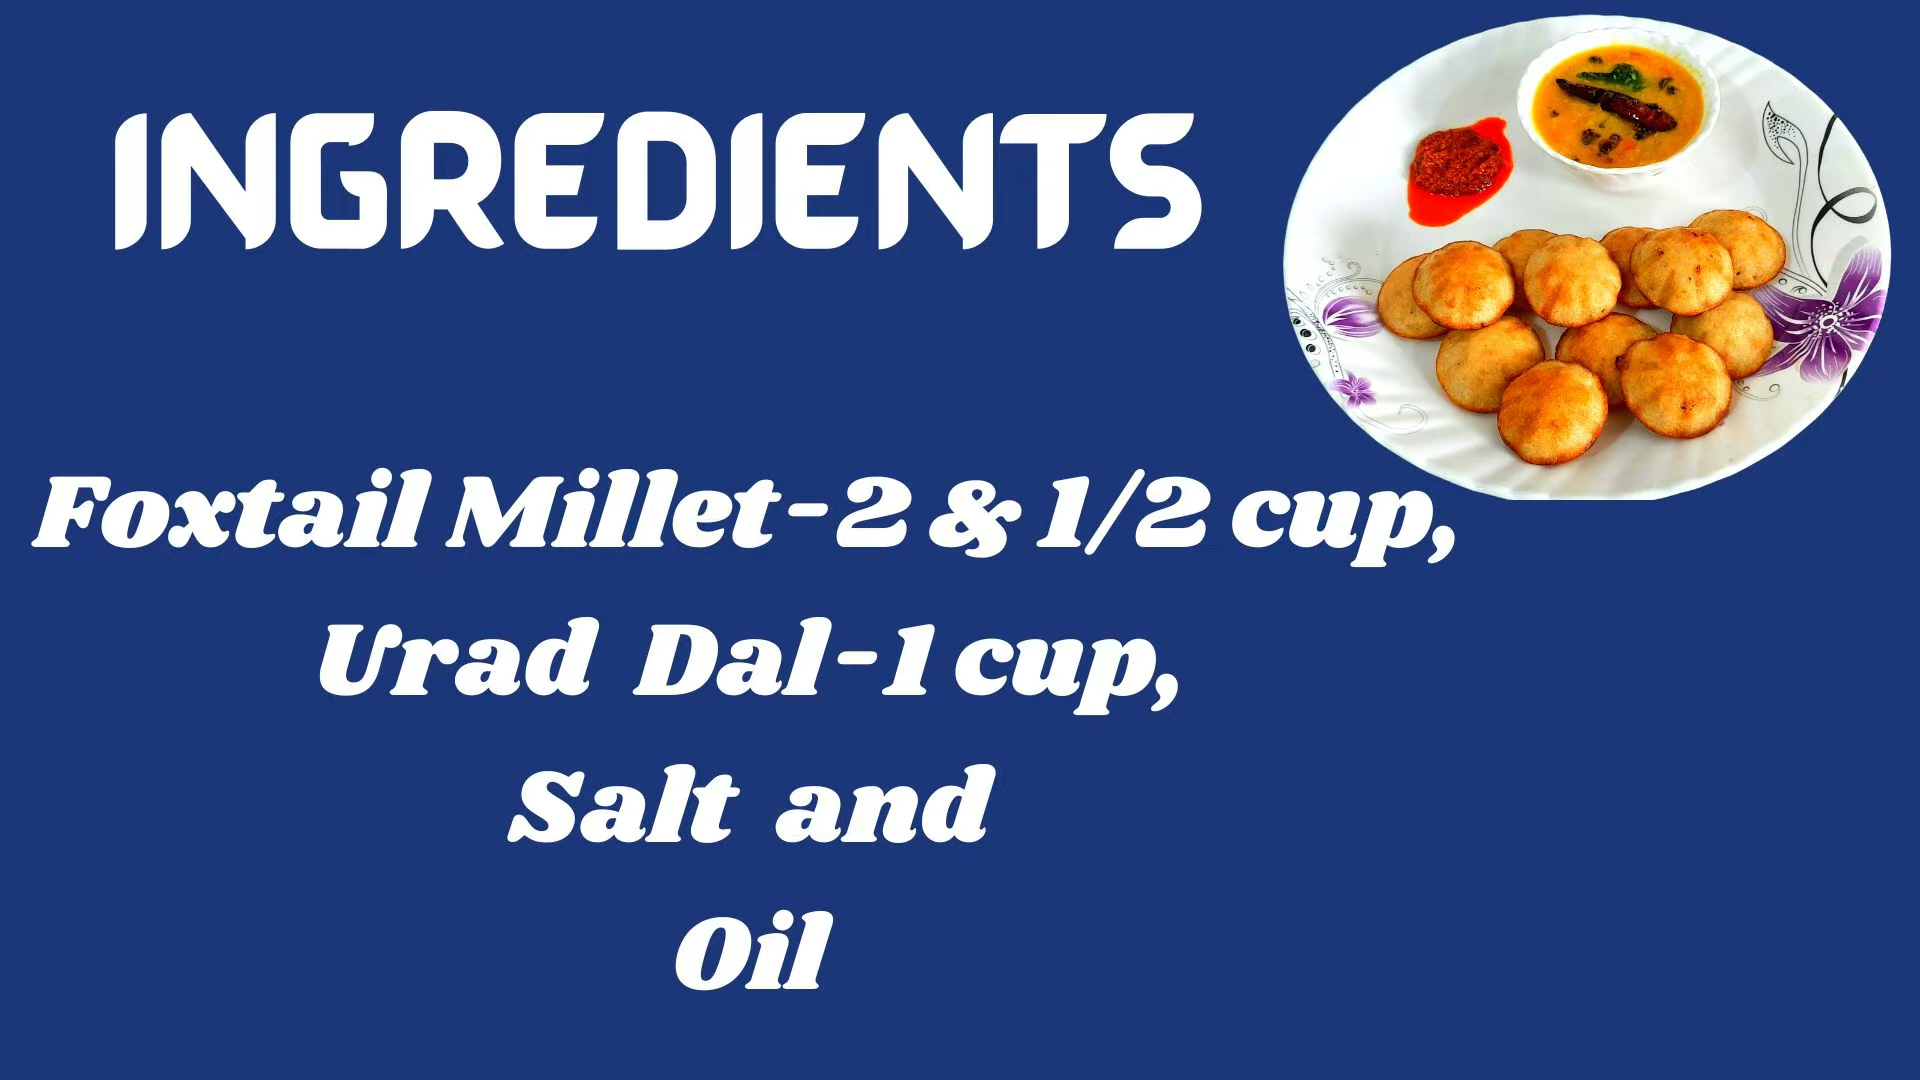 INGREDIENTS
Foxtail Millet-2 & 1/2 cup,
Urad Dal-1 cup,
Salt and
Oil